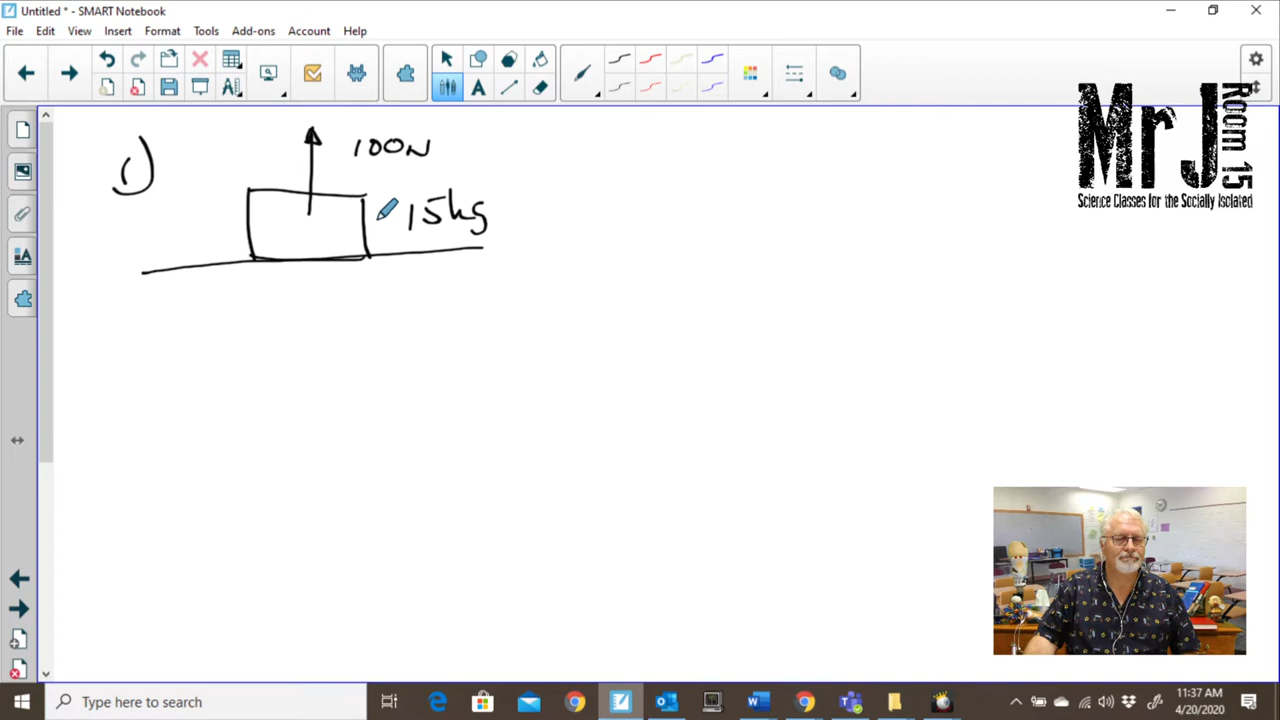 Untitled * - SMART Notebook
File Edit View Insert Format Tools Add-ons Account Help
MrJ
Room 15
Science Classes for the Socially Isolated
1)
100N
15kg
Type here to search
11:37 AM
4/20/2020